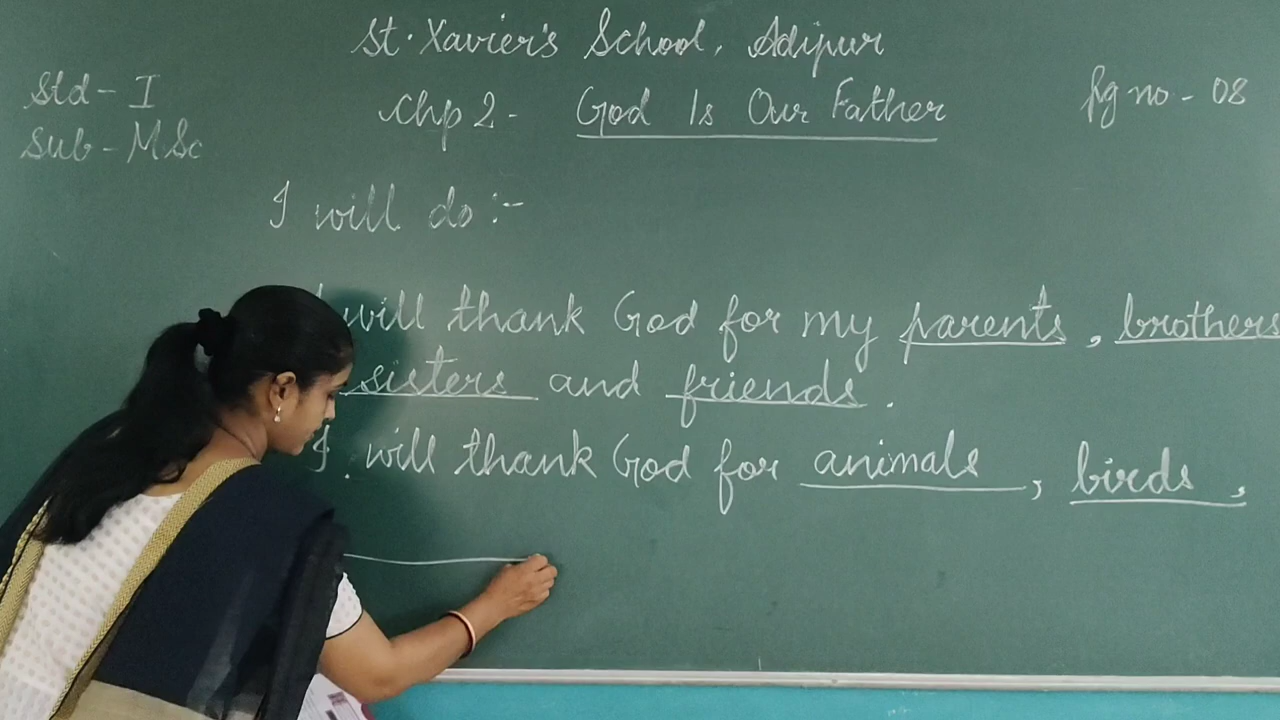 St. Xavier's School, Adipur
Std - I
Chp 2 - God Is Our Father
Pg no - 08
Sub - MSc
I will do :-
I will thank God for my parents, brothers
sisters and friends.
I will thank God for animals, birds,